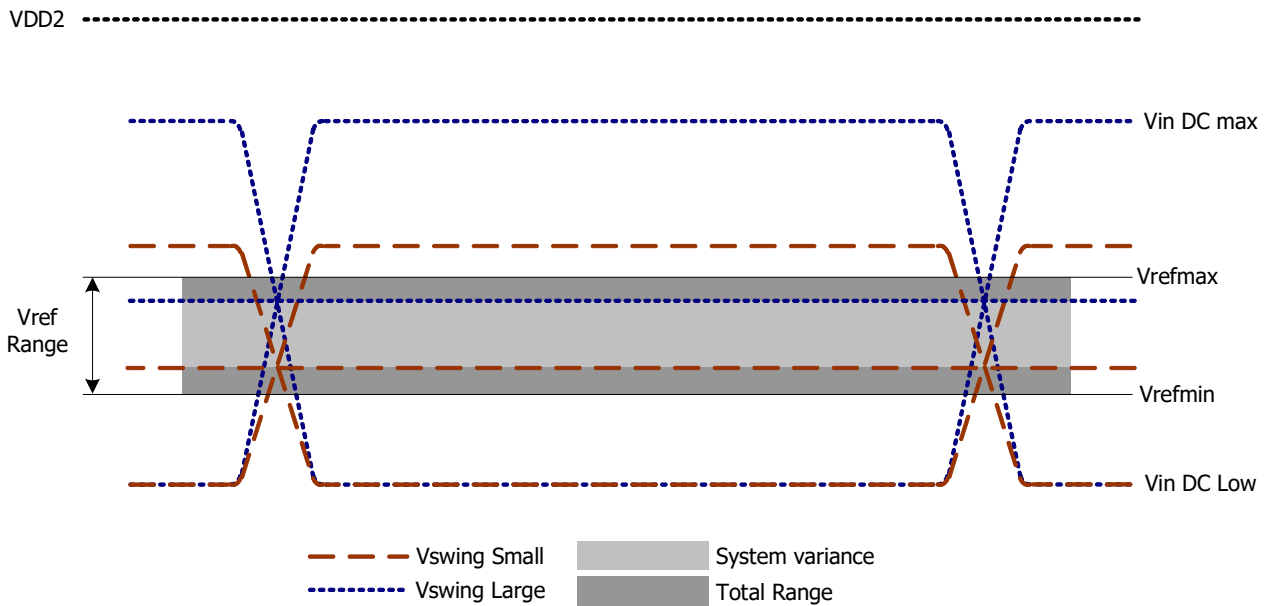 VDD2
Vin DC max
Vrefmax
Vref
Range
Vrefmin
Vin DC Low
Vswing Small
System variance
Vswing Large
Total Range